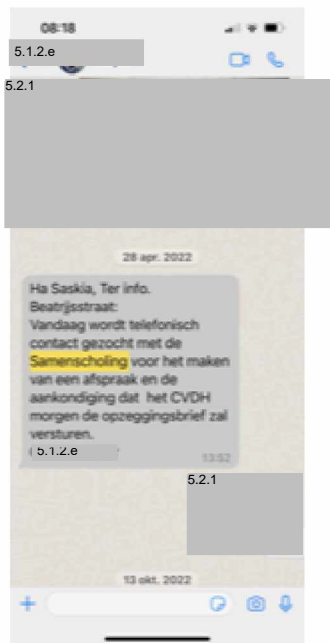 08:18
5.1.2.e
5.2.1
28 apr. 2022
Ha Saskia, Ter info.
Beatrijsstraat:
Vandaag wordt telefonisch
contact gezocht met de
Samenscholing voor het maken
van een afspraak en de
aankondiging dat het CVDH
morgen de opzeggingsbrief zal
versturen.
5.1.2.e
13:52
5.2.1
13 okt. 2022